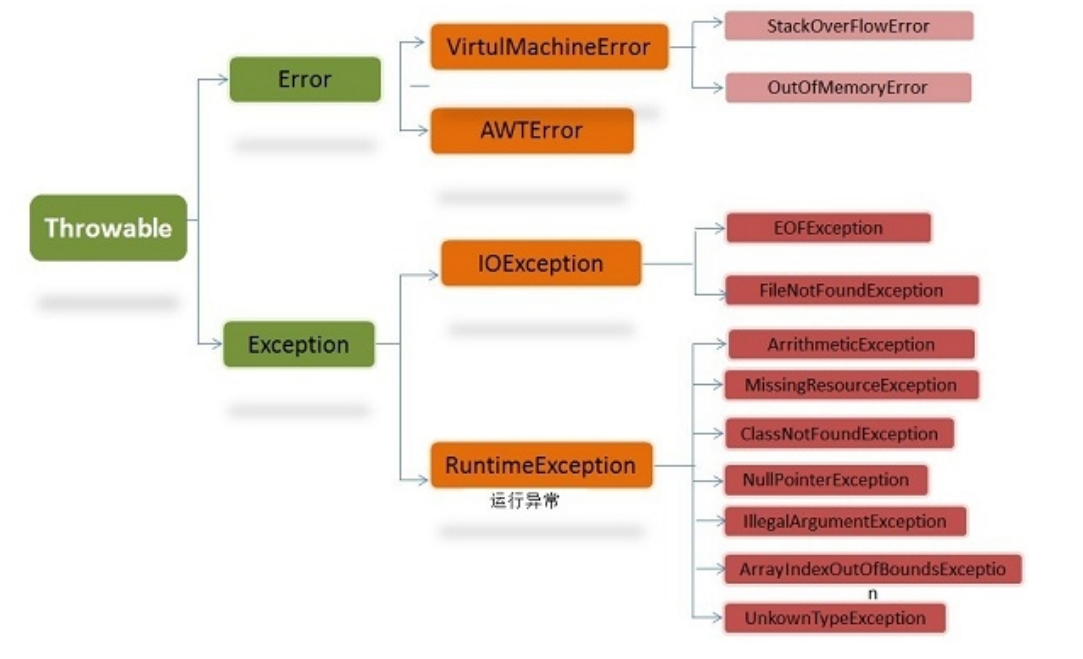 Throwable
Error
VirtulMachineError
StackOverFlowError
OutOfMemoryError
AWTError
Exception
IOException
EOFException
FileNotFoundException
RuntimeException
运行异常
ArrithmeticException
MissingResourceException
ClassNotFoundException
NullPointerException
IllegalArgumentException
ArrayIndexOutOfBoundsExceptio
n
UnkownTypeException